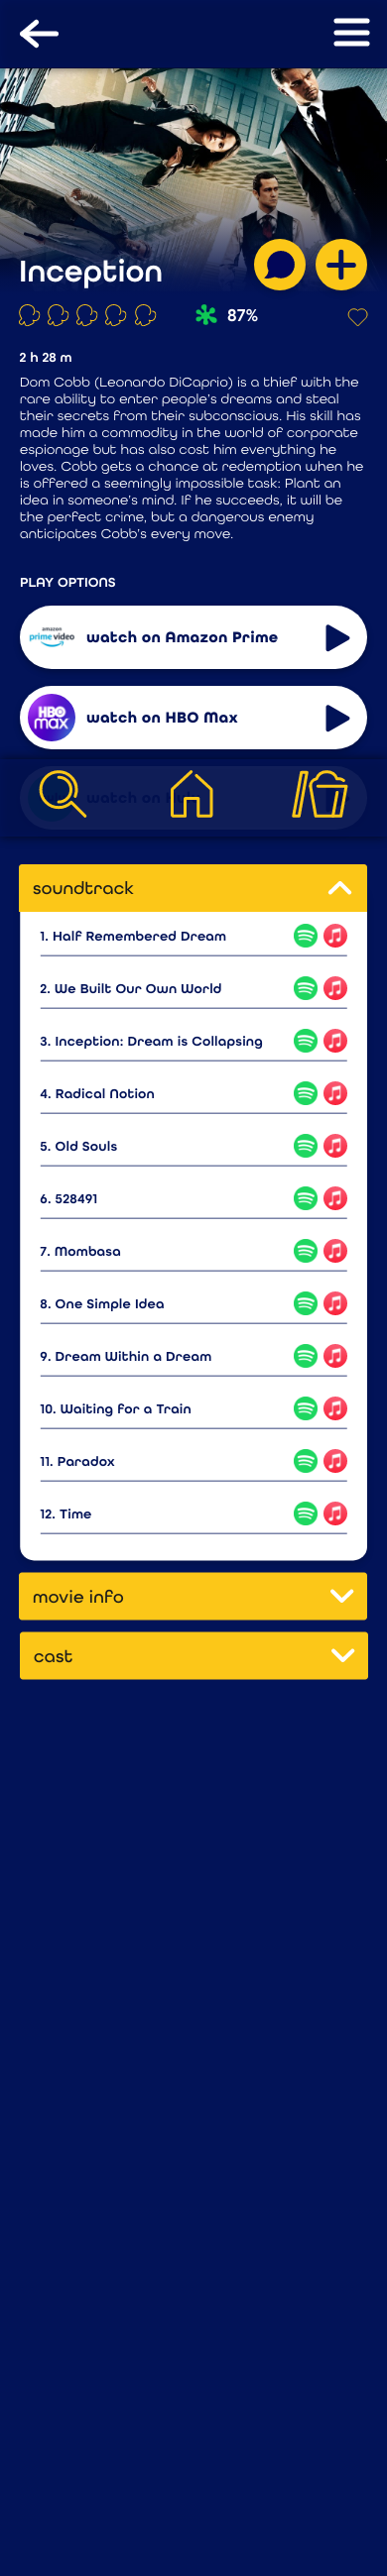 Inception
87%
2 h 28 m
Dom Cobb (Leonardo DiCaprio) is a thief with the
rare ability to enter people's dreams and steal
their secrets from their subconscious. His skill has
made him a commodity in the world of corporate
espionage but has also cost him everything he
loves. Cobb gets a chance at redemption when he
is offered a seemingly impossible task: Plant an
idea in someone's mind. If he succeeds, it will be
the perfect crime, but a dangerous enemy
anticipates Cobb's every move.
PLAY OPTIONS
amazon
prime video
watch on Amazon Prime
HBO
max
watch on HBO Max
watch on
soundtrack
1. Half Remembered Dream
2. We Built Our Own World
3. Inception: Dream is Collapsing
4. Radical Notion
5. Old Souls
6. 528491
7. Mombasa
8. One Simple Idea
9. Dream Within a Dream
10. Waiting for a Train
11. Paradox
12. Time
movie info
cast